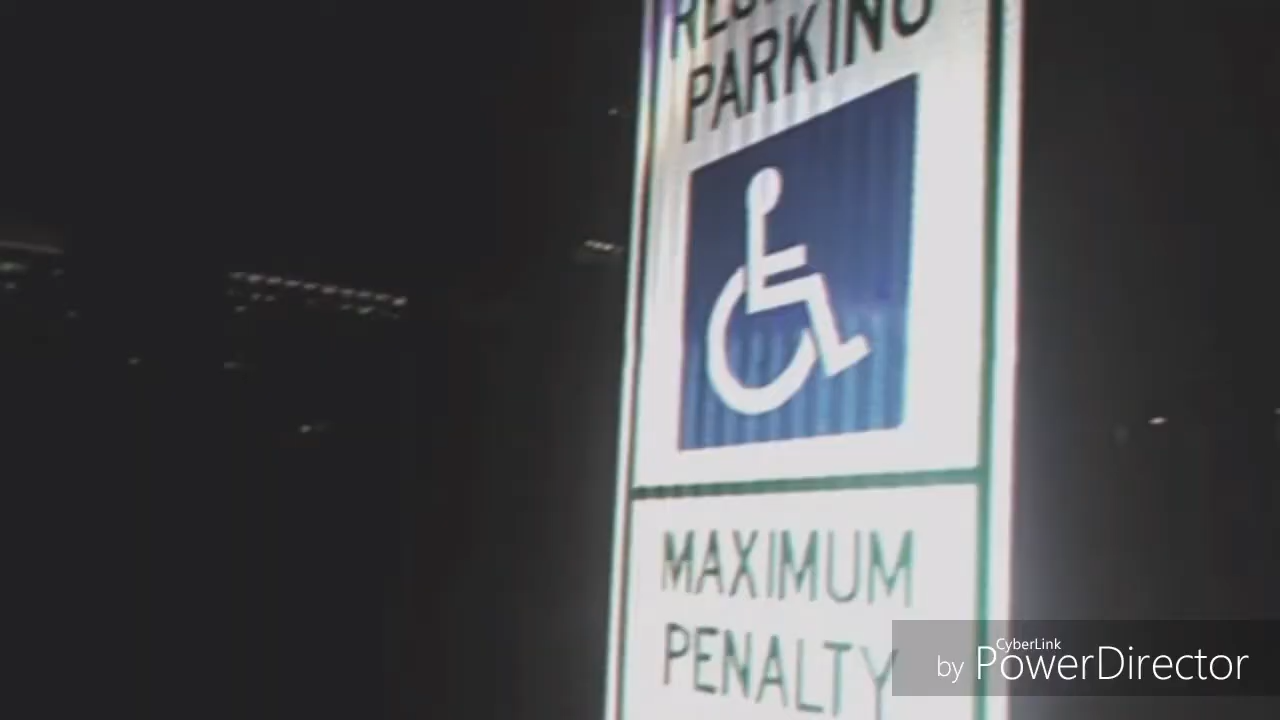 PARKING
MAXIMUM
PENALTY
CyberLink
by PowerDirector